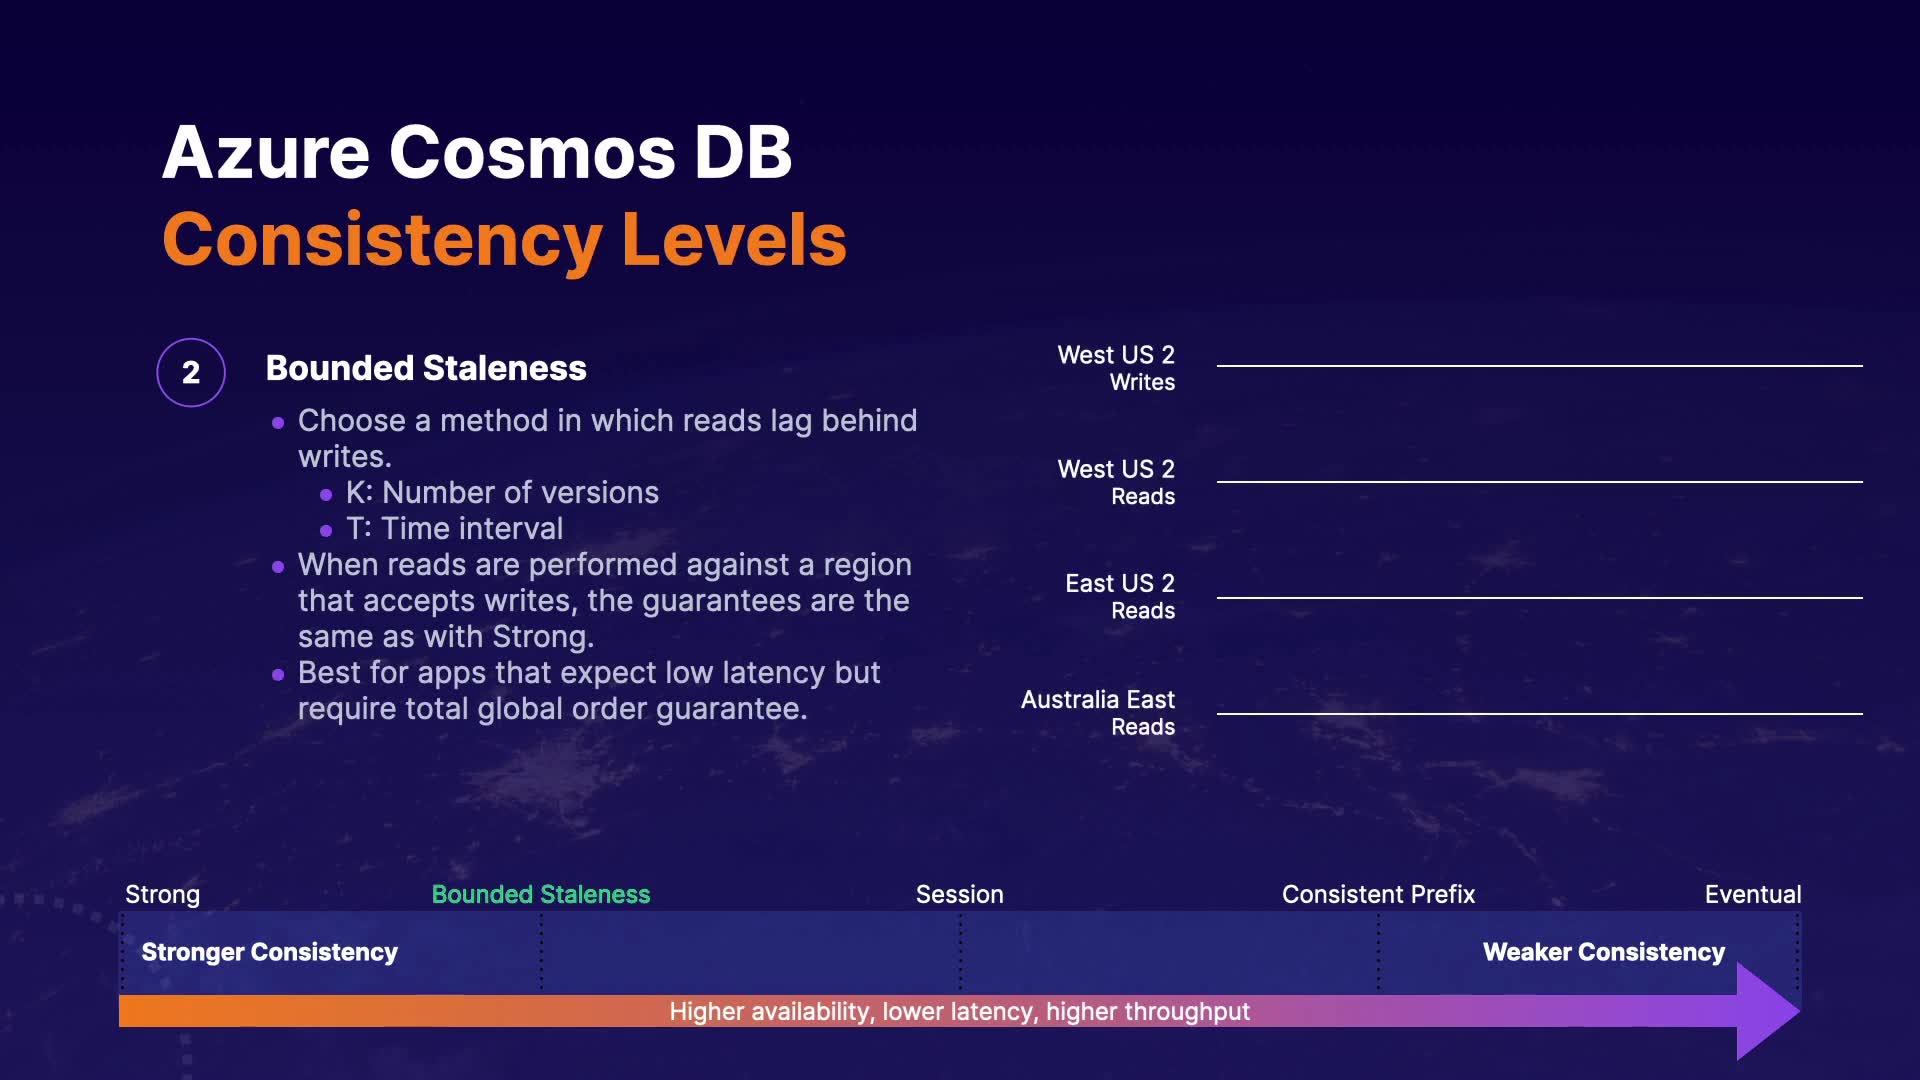 Azure Cosmos DB
Consistency Levels
2
Bounded Staleness
Choose a method in which reads lag behind
writes.
K: Number of versions
T: Time interval
When reads are performed against a region
that accepts writes, the guarantees are the
same as with Strong.
Best for apps that expect low latency but
require total global order guarantee.
West US 2
Writes
West US 2
Reads
East US 2
Reads
Australia East
Reads
Strong
Bounded Staleness
Session
Consistent Prefix
Eventual
Stronger Consistency
Weaker Consistency
Higher availability, lower latency, higher throughput